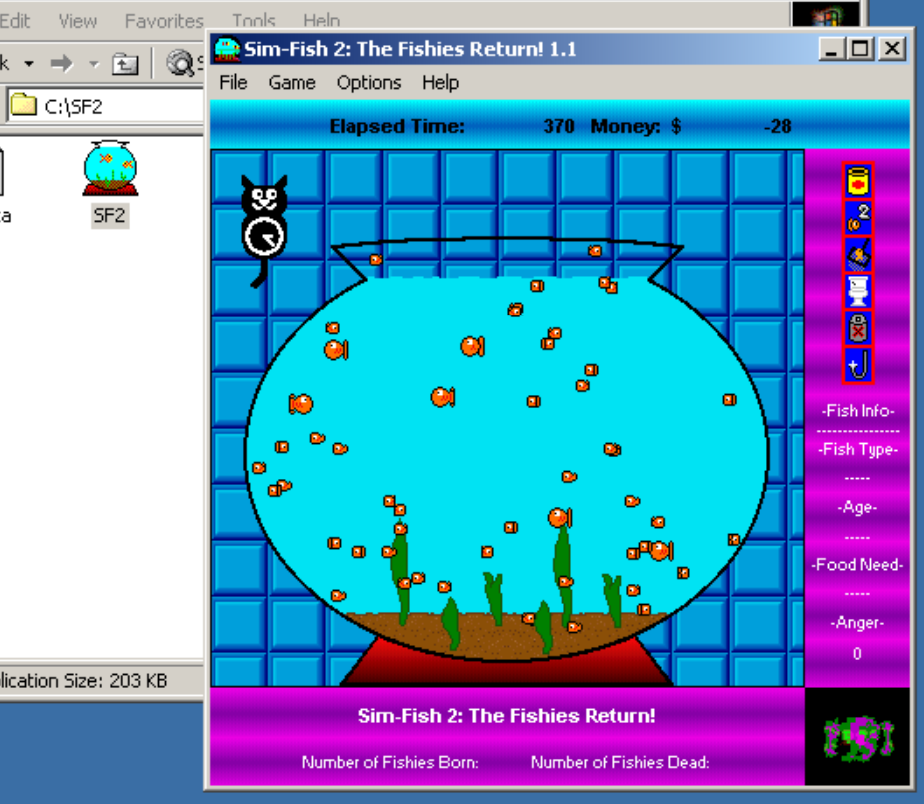 Edit View Favorites Tools Help
C:\SF2
SF2
Sim-Fish 2: The Fishies Return! 1.1
File Game Options Help
Elapsed Time: 370 Money: $ -28
2
-Fish Info-
-----------------
-Fish Type-
-----
-Age-
-----
-Food Need-
-----
-Anger-
0
lication Size: 203 KB
Sim-Fish 2: The Fishies Return!
Number of Fishies Born: Number of Fishies Dead: